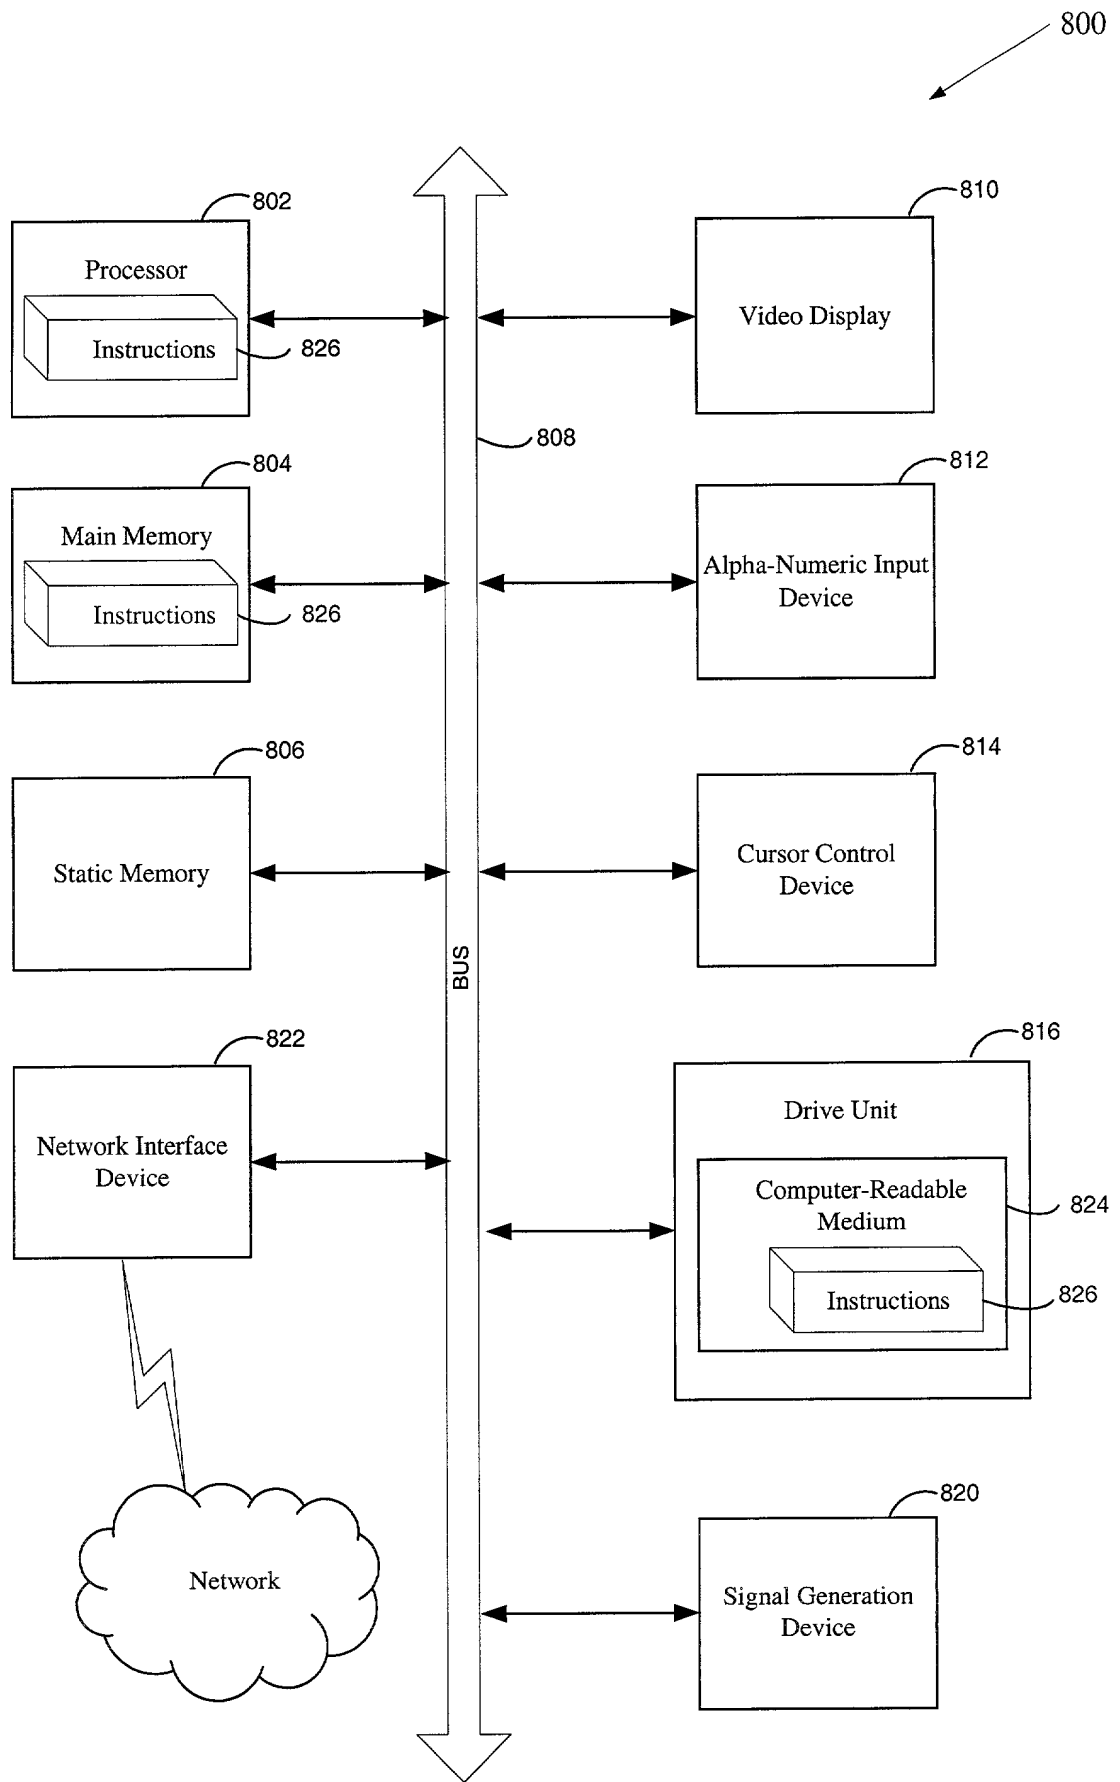 800
802
Processor
Instructions
826
810
Video Display
808
804
Main Memory
Instructions
826
812
Alpha-Numeric Input
Device
806
Static Memory
814
Cursor Control
Device
BUS
822
Network Interface
Device
816
Drive Unit
Computer-Readable
Medium
824
Instructions
826
Network
820
Signal Generation
Device